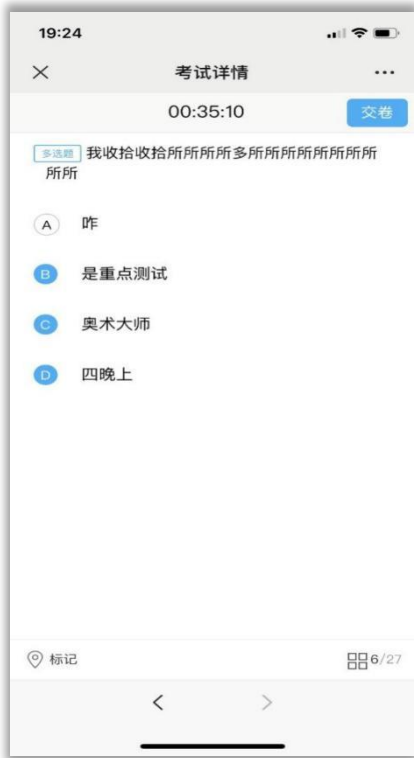 19:24
考试详情
00:35:10 交卷
多选题 我收拾收拾所所所所多所所所所所所所所
所所
A 咋
B 是重点测试
C 奥术大师
D 四晚上
标记 6/27